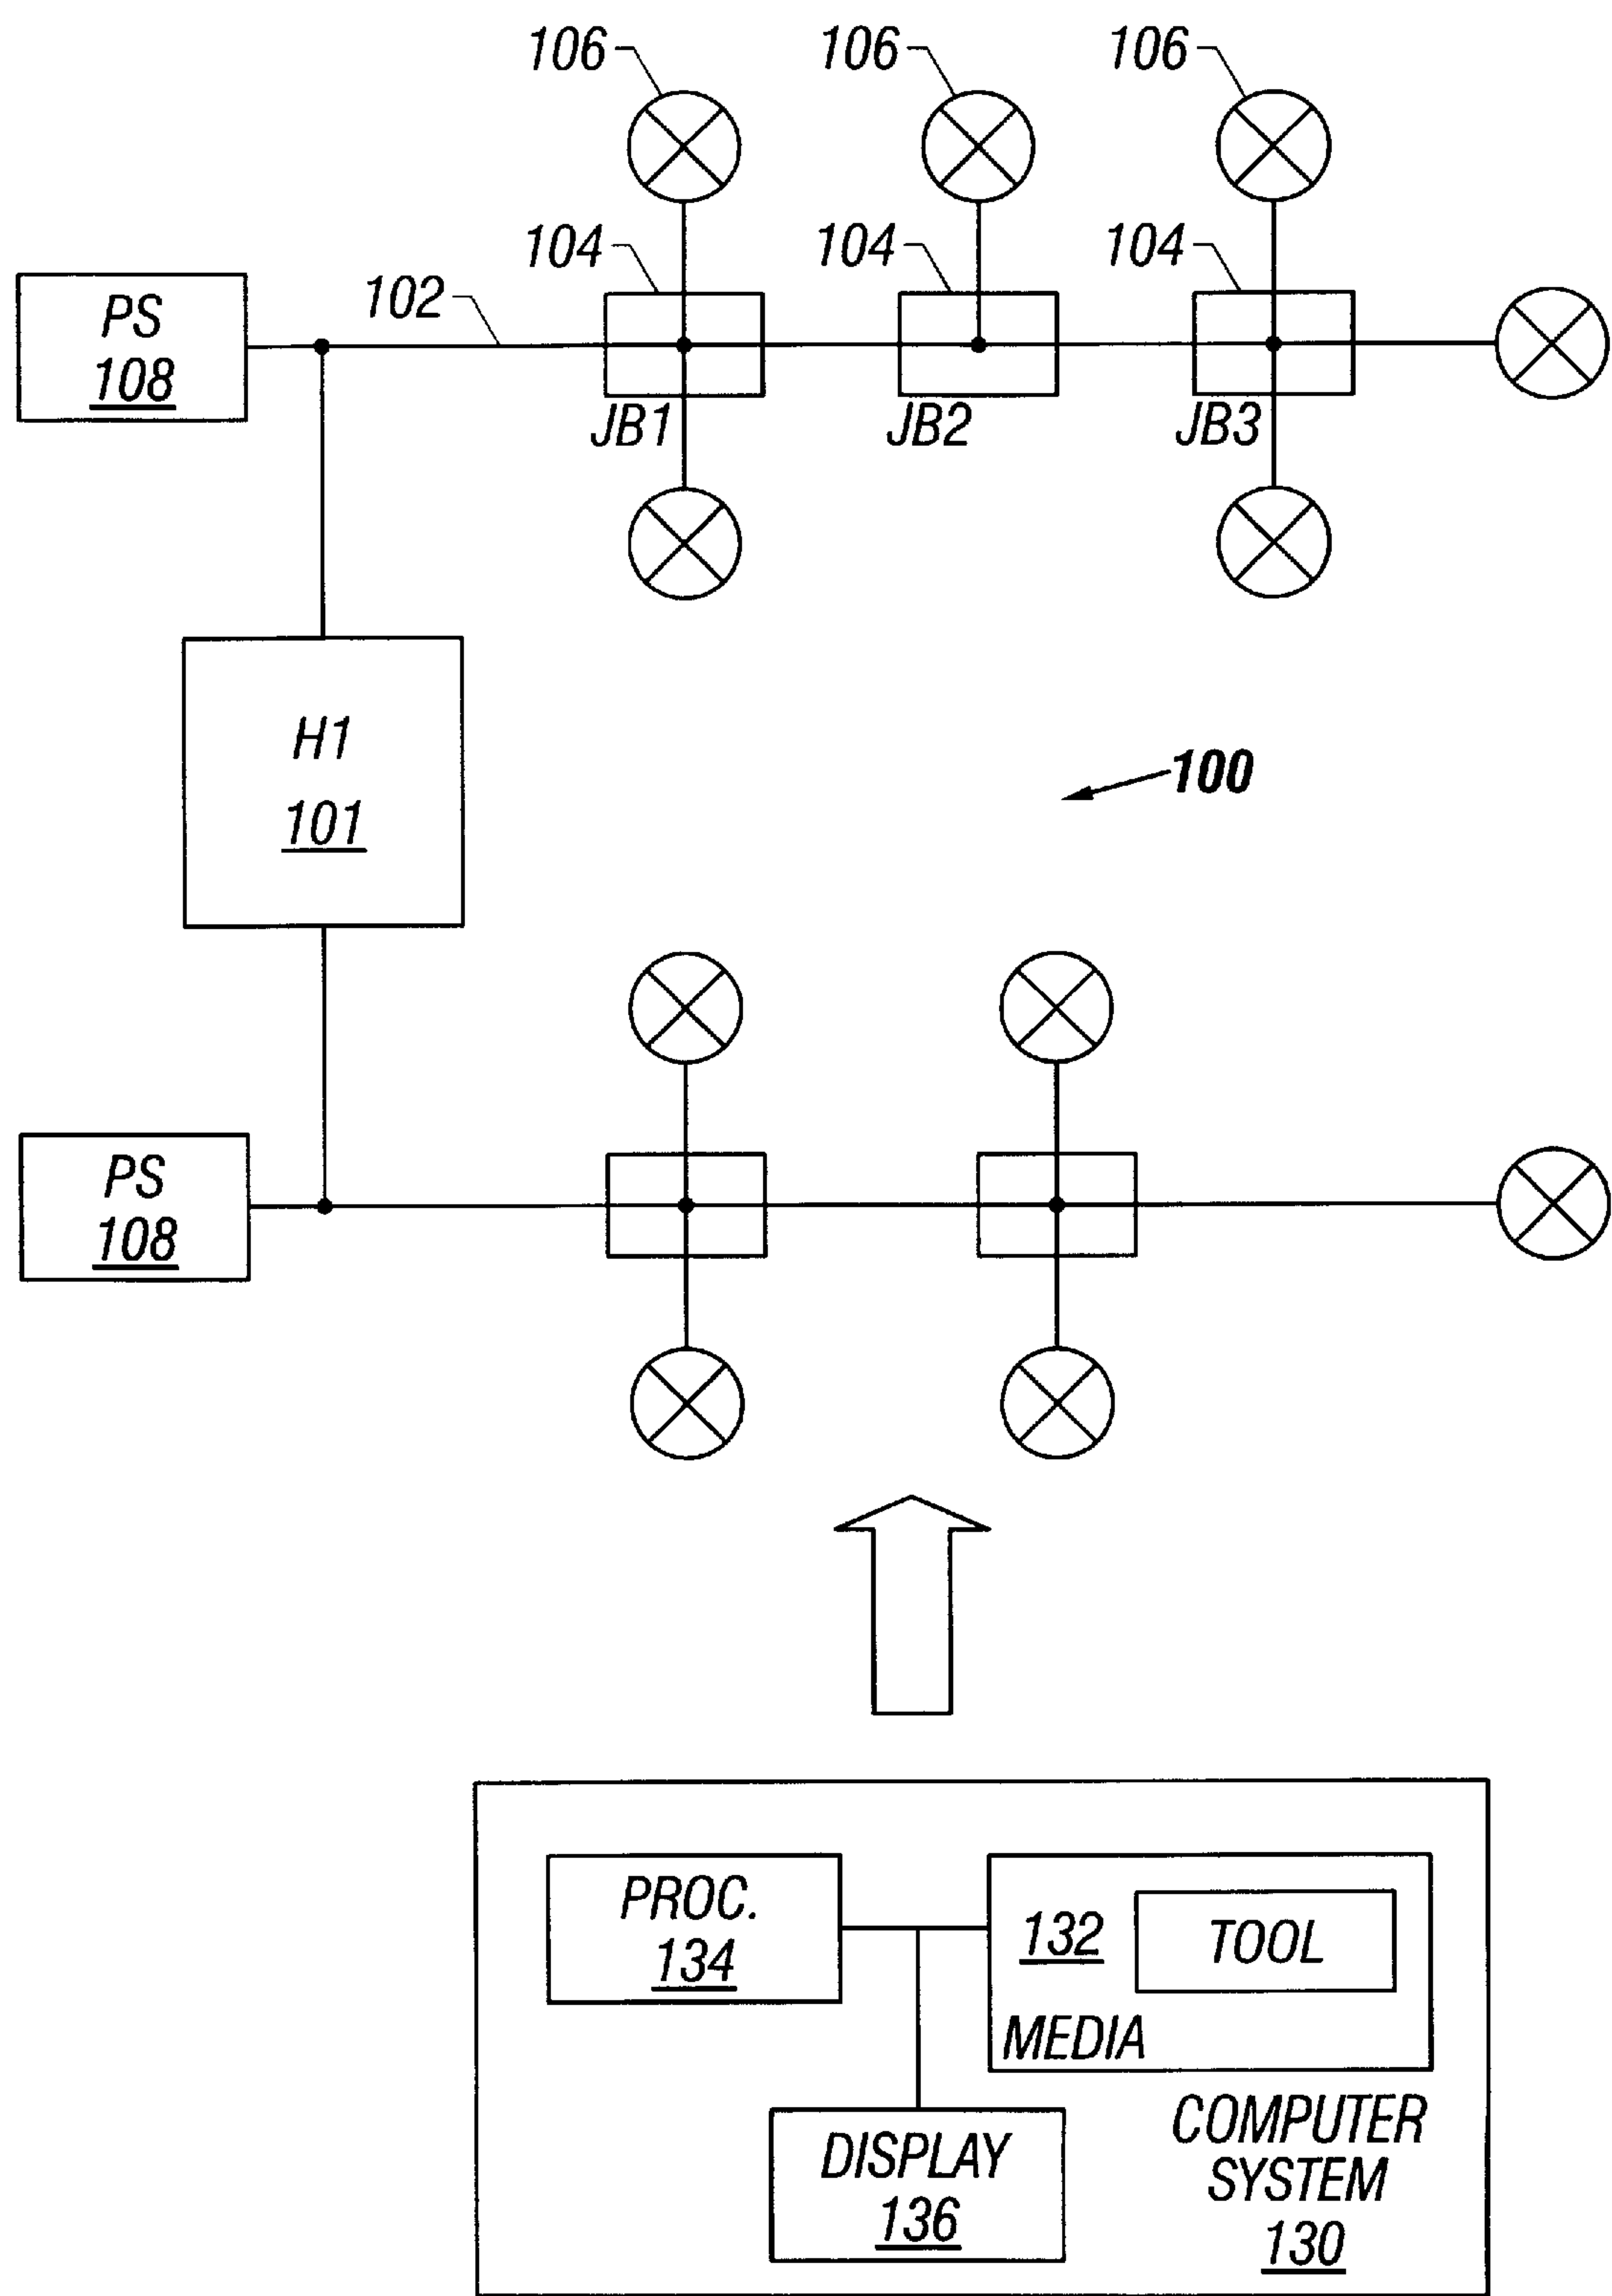 106 106 106
104 104 104
102
PS
108
JB1 JB2 JB3
H1
101
100
PS
108
PROC.
134
132
TOOL
MEDIA
DISPLAY
136
COMPUTER
SYSTEM
130